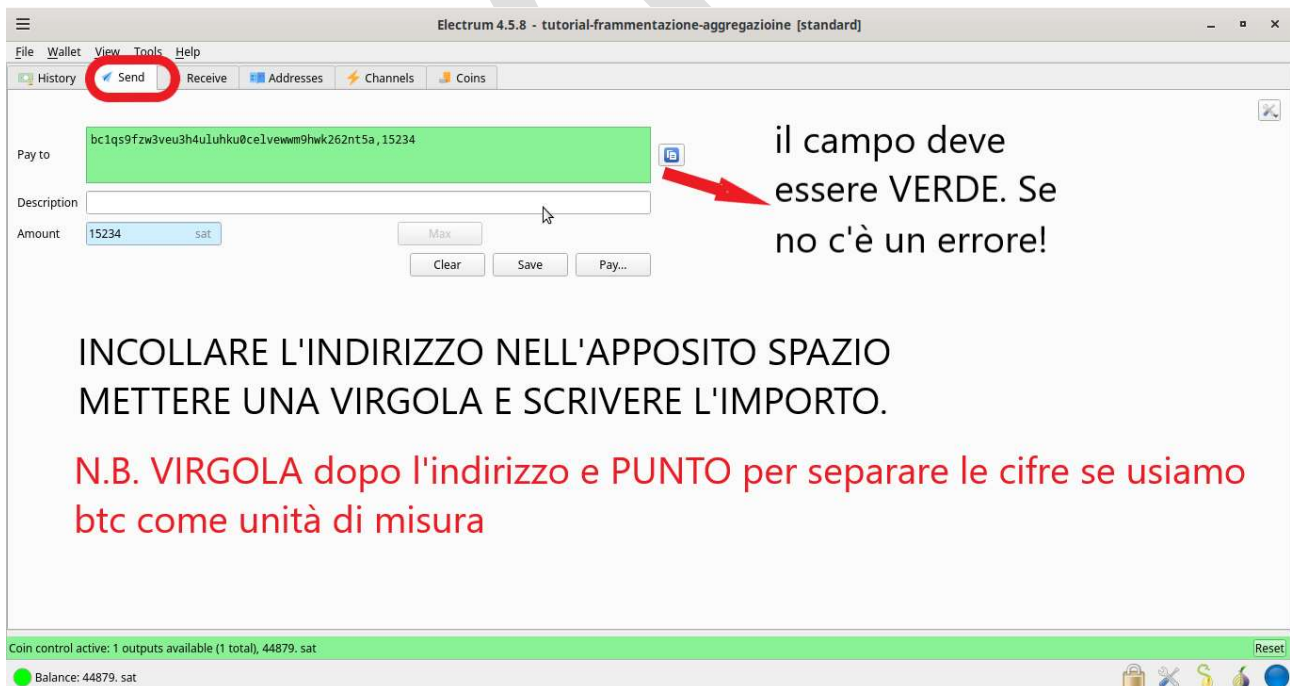 Electrum 4.5.8 - tutorial-frammentazione-aggregazioine [standard]
File Wallet View Tools Help
History Send Receive Addresses Channels Coins
Pay to
bc1qs9fzw3veu3h4uluhku0celvewwm9hwk262nt5a,15234
Description
Amount 15234 sat Max
Clear Save Pay...
il campo deve
essere VERDE. Se
no c'è un errore!
INCOLLARE L'INDIRIZZO NELL'APPOSITO SPAZIO
METTERE UNA VIRGOLA E SCRIVERE L'IMPORTO.
N.B. VIRGOLA dopo l'indirizzo e PUNTO per separare le cifre se usiamo
btc come unità di misura
Coin control active: 1 outputs available (1 total), 44879. sat Reset
Balance: 44879. sat